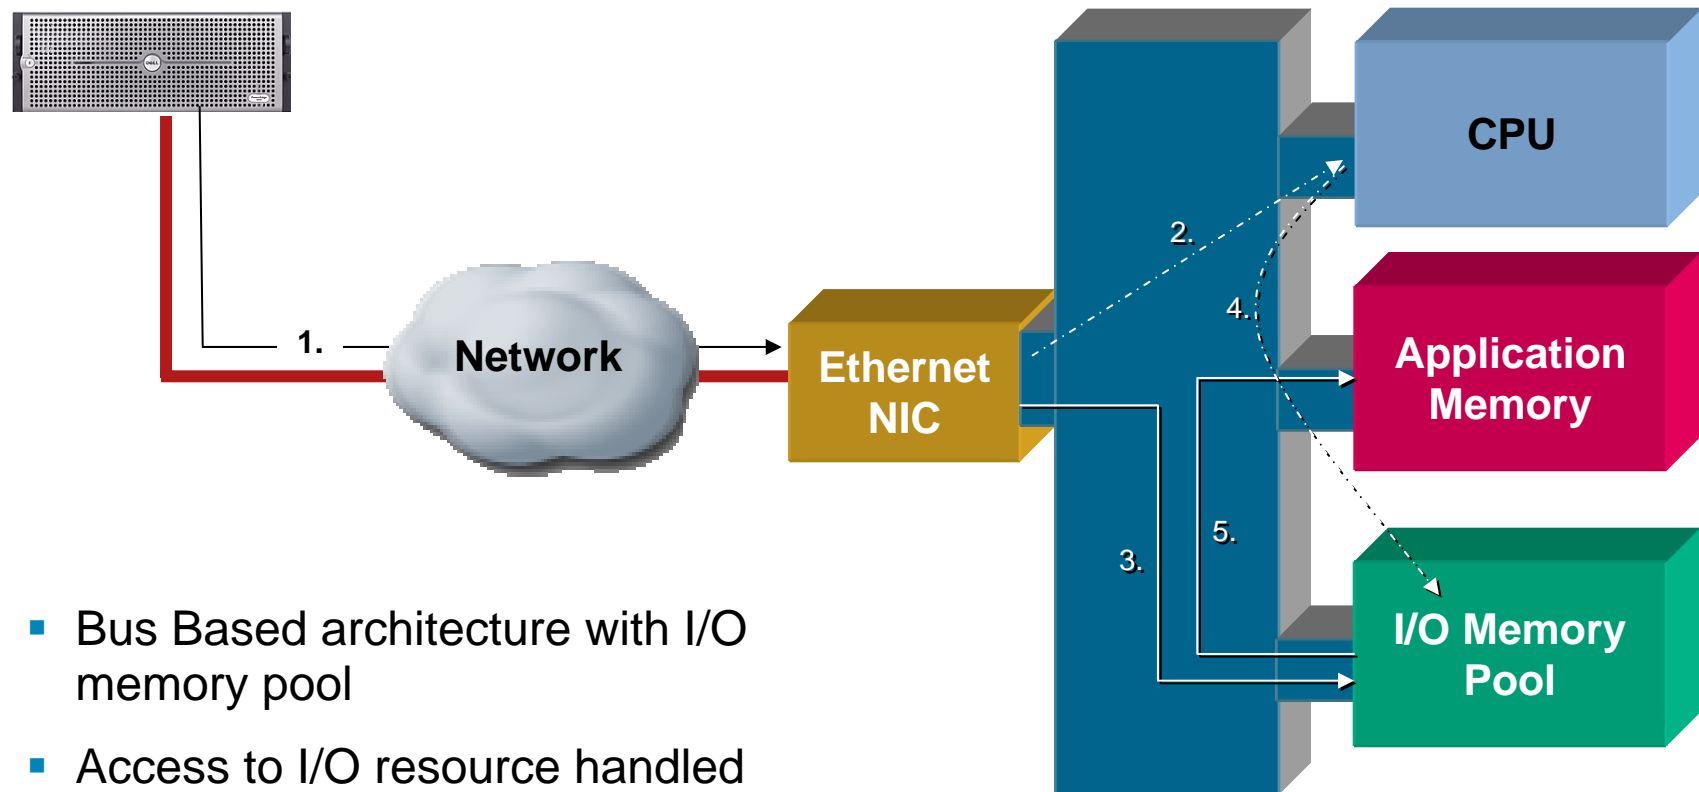 DELL
1.
Network
Ethernet
NIC
2.
4.
3.
5.
CPU
Application
Memory
I/O Memory
Pool
▪ Bus Based architecture with I/O
memory pool
▪ Access to I/O resource handled